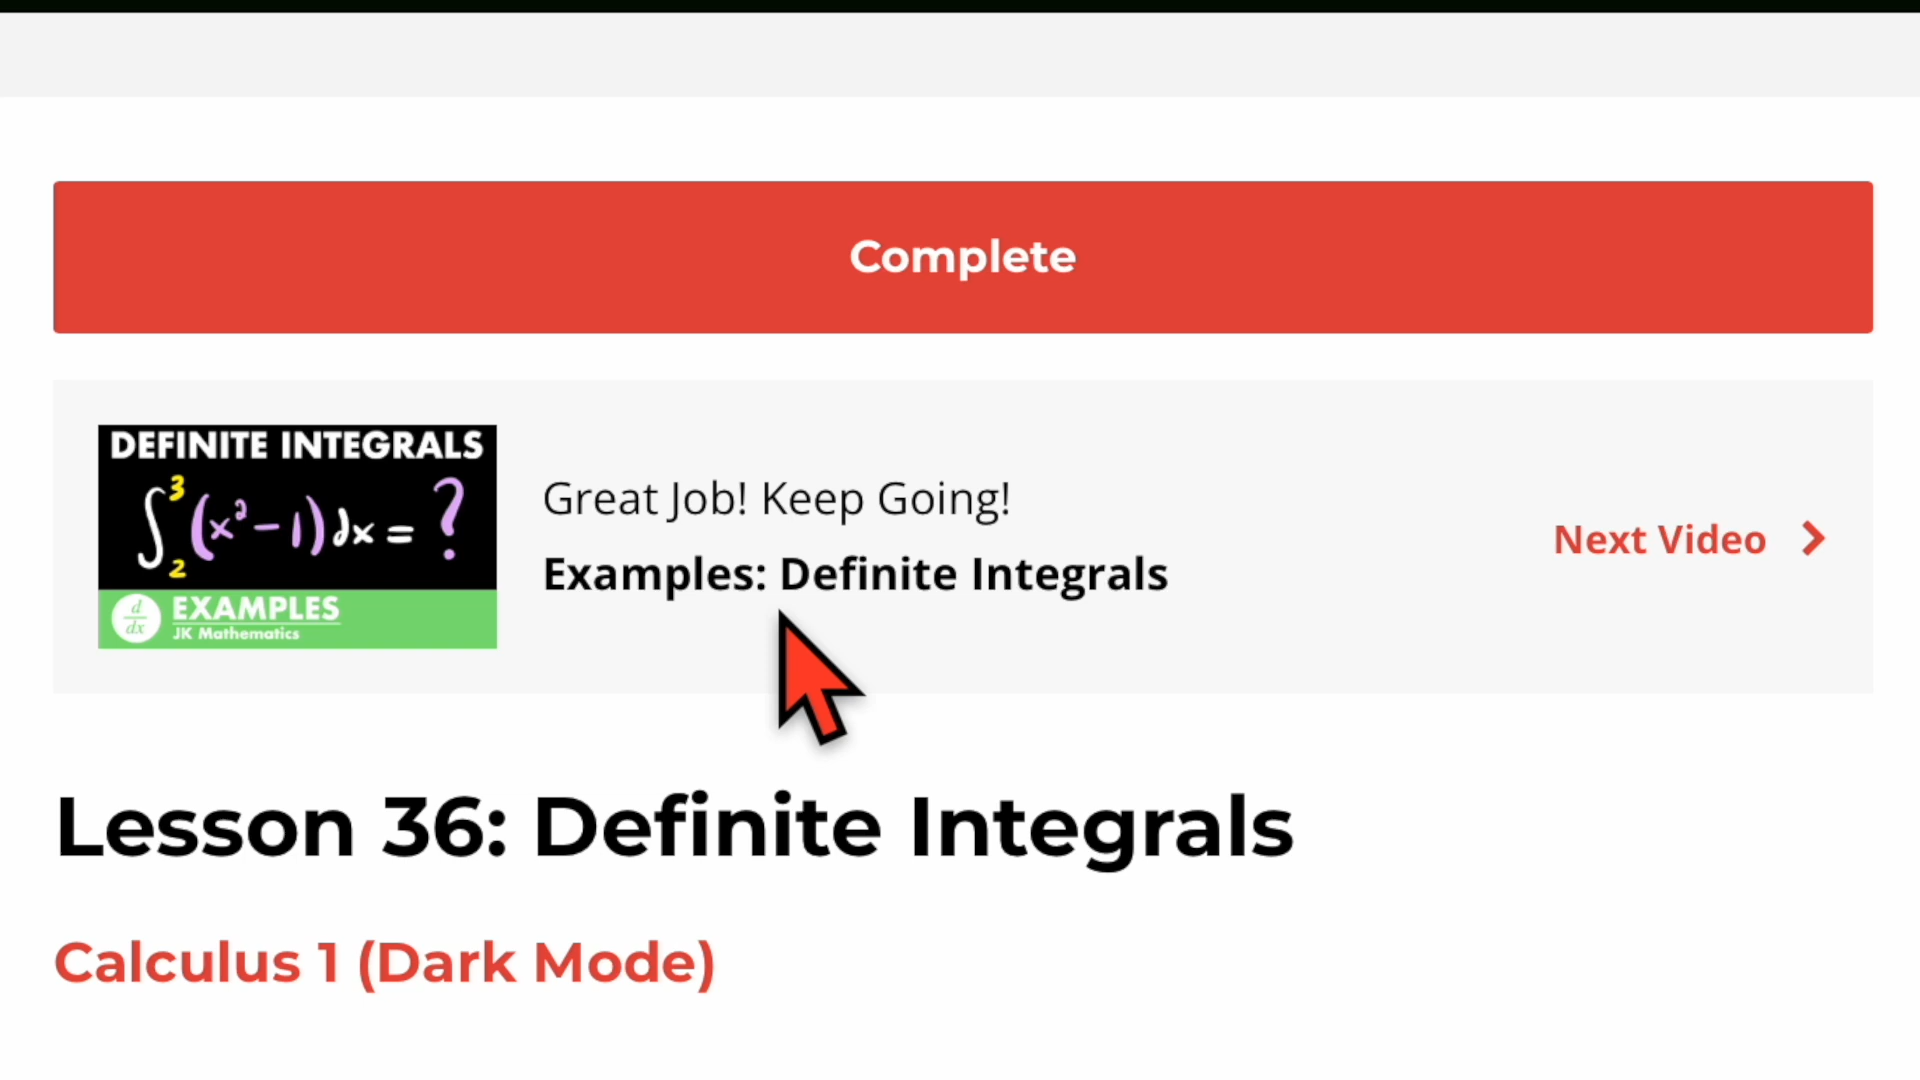 Complete
DEFINITE INTEGRALS
∫₂³ (x² − 1) dx = ?
d/dx
EXAMPLES
JK Mathematics
Great Job! Keep Going!
Examples: Definite Integrals
Next Video
Lesson 36: Definite Integrals
Calculus 1 (Dark Mode)